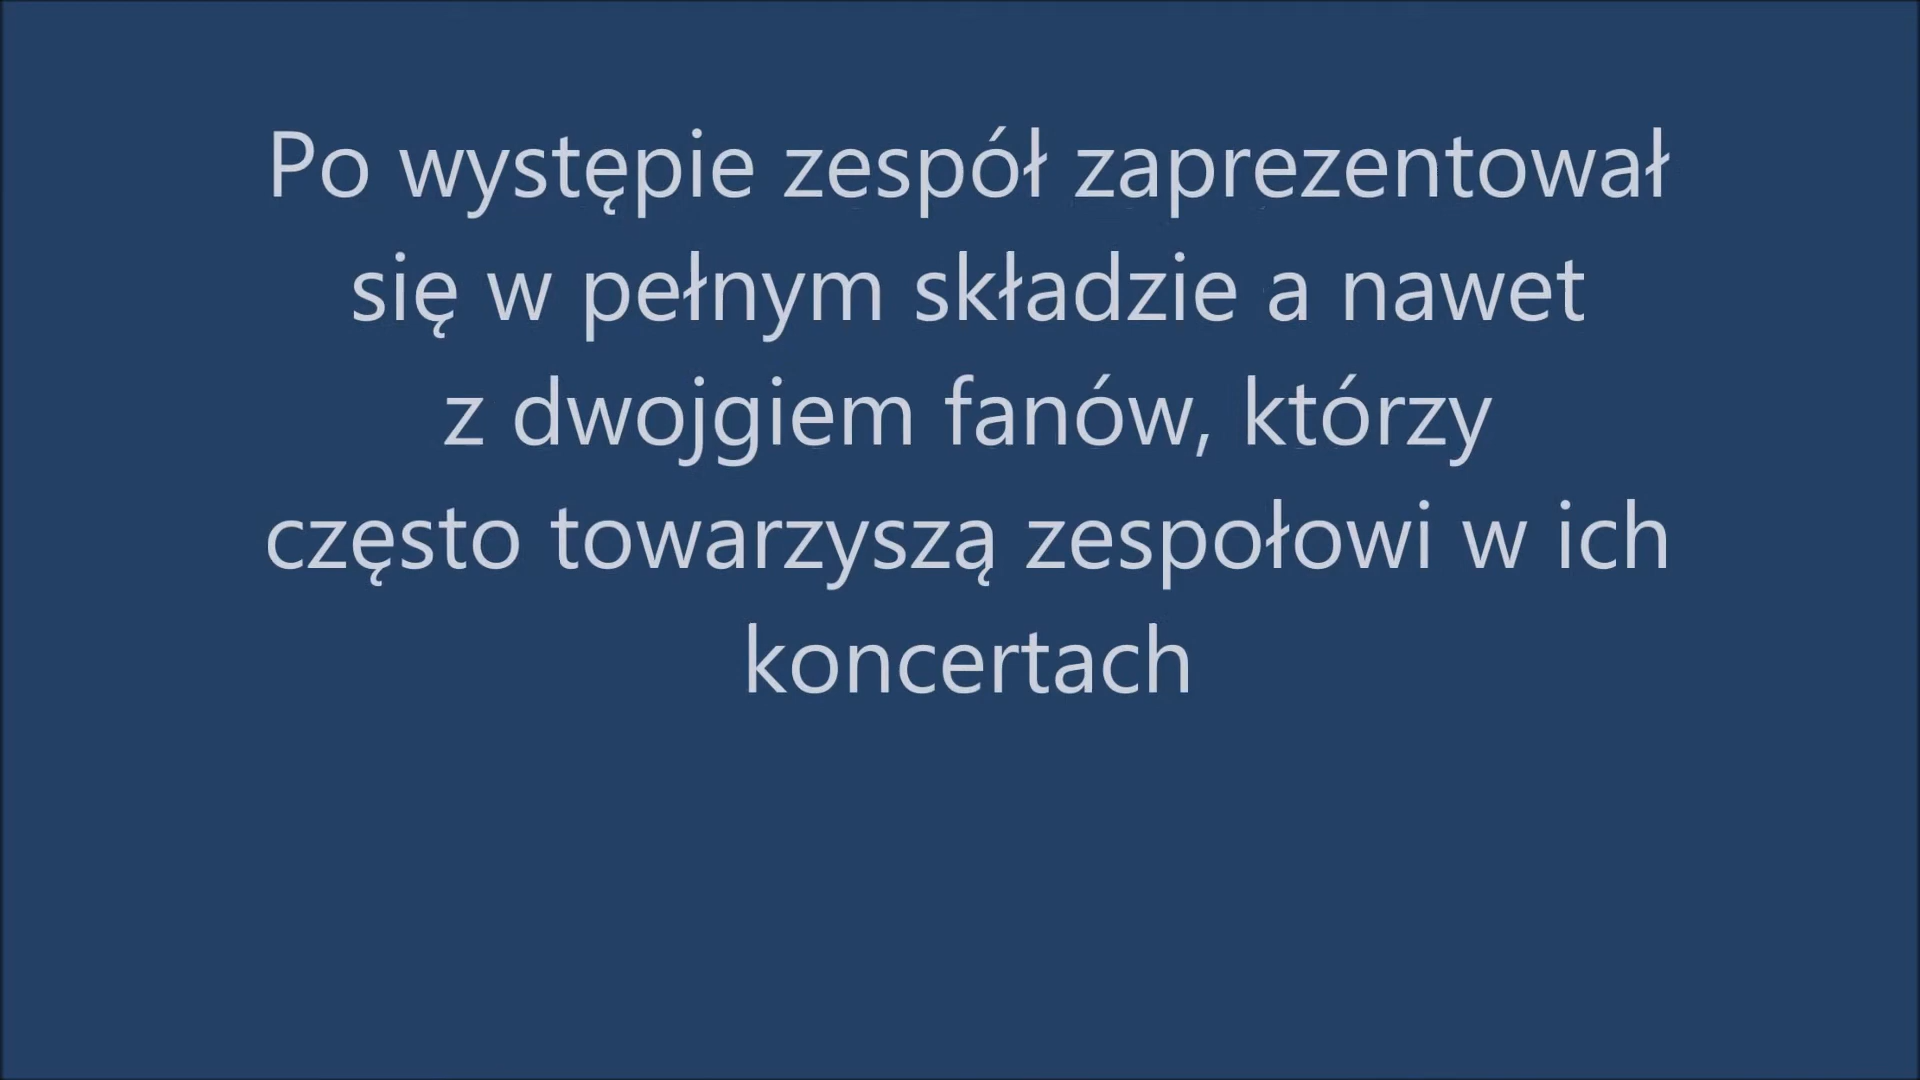 Po występie zespół zaprezentował
się w pełnym składzie a nawet
z dwojgiem fanów, którzy
często towarzyszą zespołowi w ich
koncertach